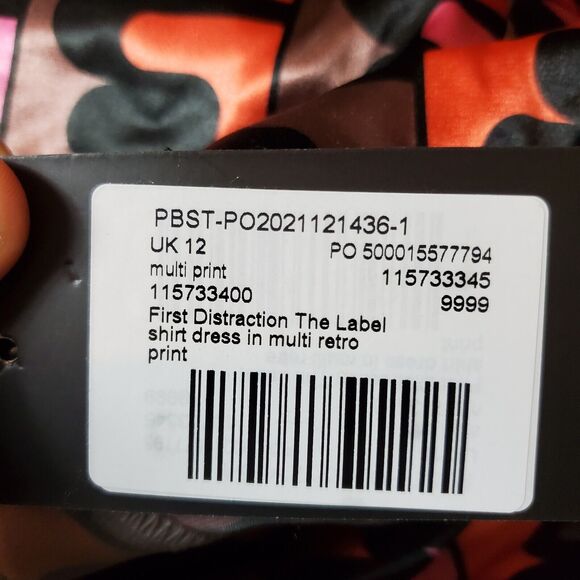 PBST-PO2021121436-1
UK 12 PO 500015577794
multi print 115733345
115733400 9999
First Distraction The Label
shirt dress in multi retro
print